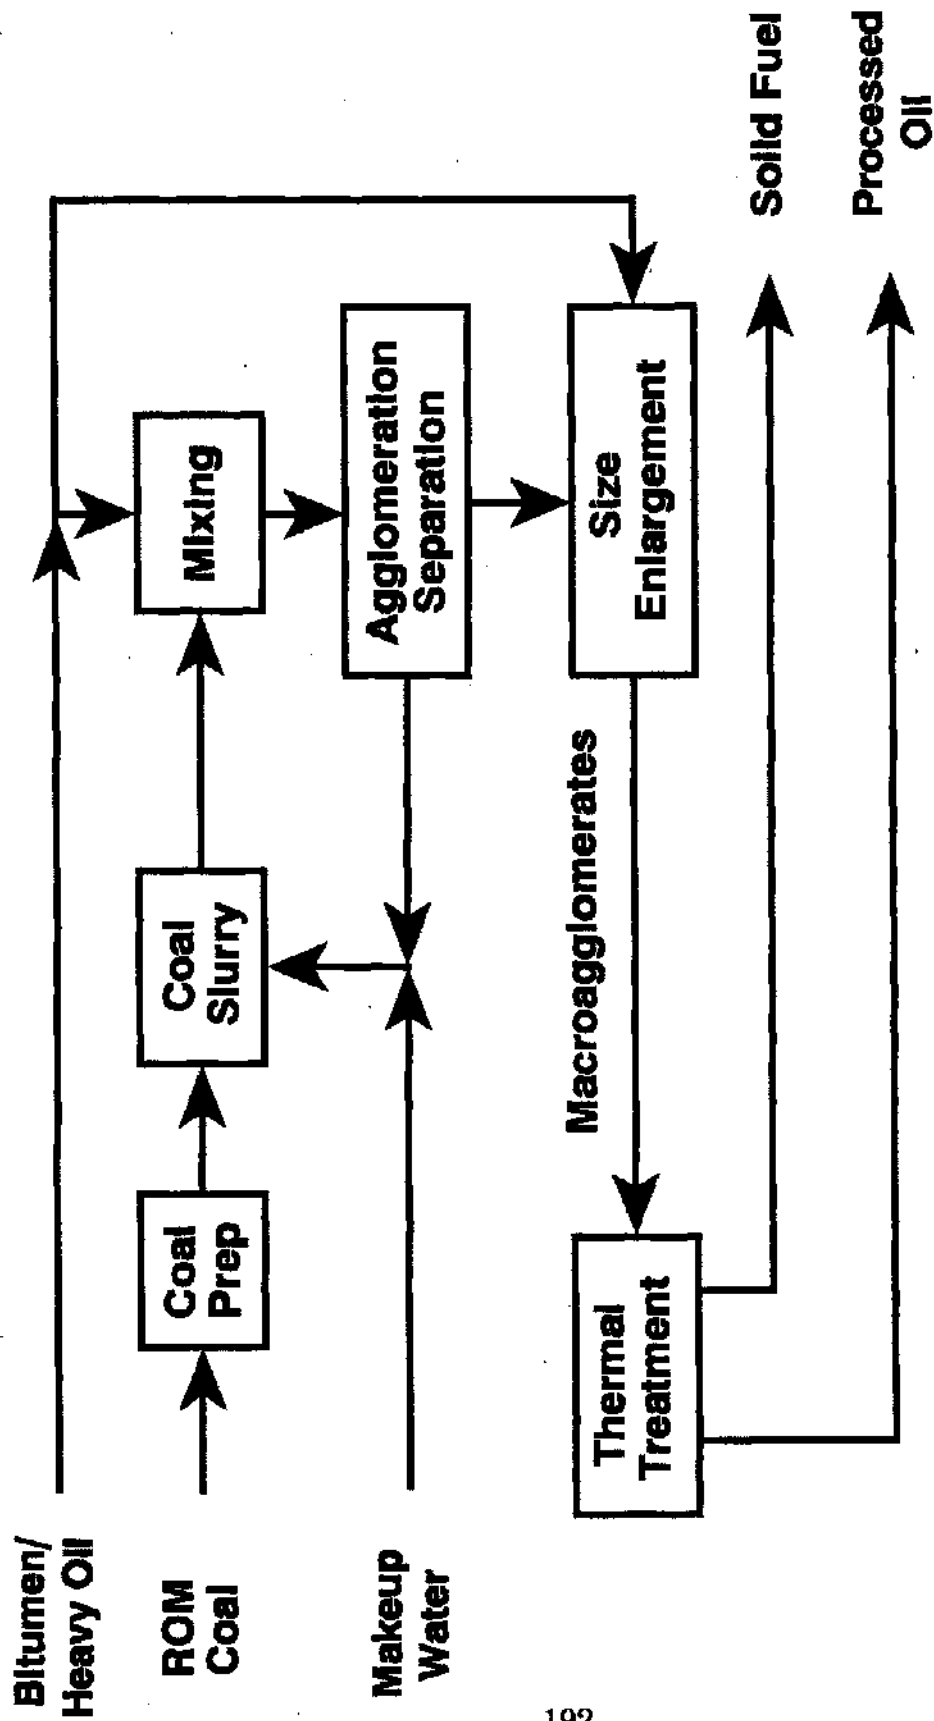 Bitumen/
Heavy Oil
ROM
Coal
Makeup
Water
Coal
Prep
Coal
Slurry
Mixing
Agglomeration
Separation
Size
Enlargement
Macroagglomerates
Thermal
Treatment
Solid Fuel
Processed
Oil
192